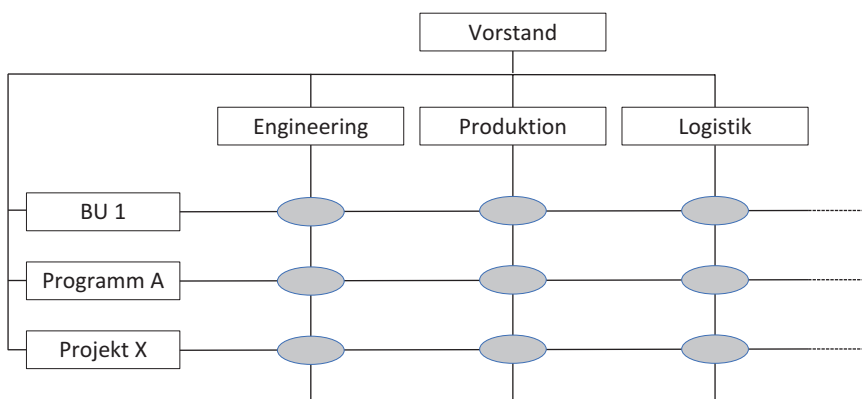 Vorstand
Engineering
Produktion
Logistik
BU 1
Programm A
Projekt X